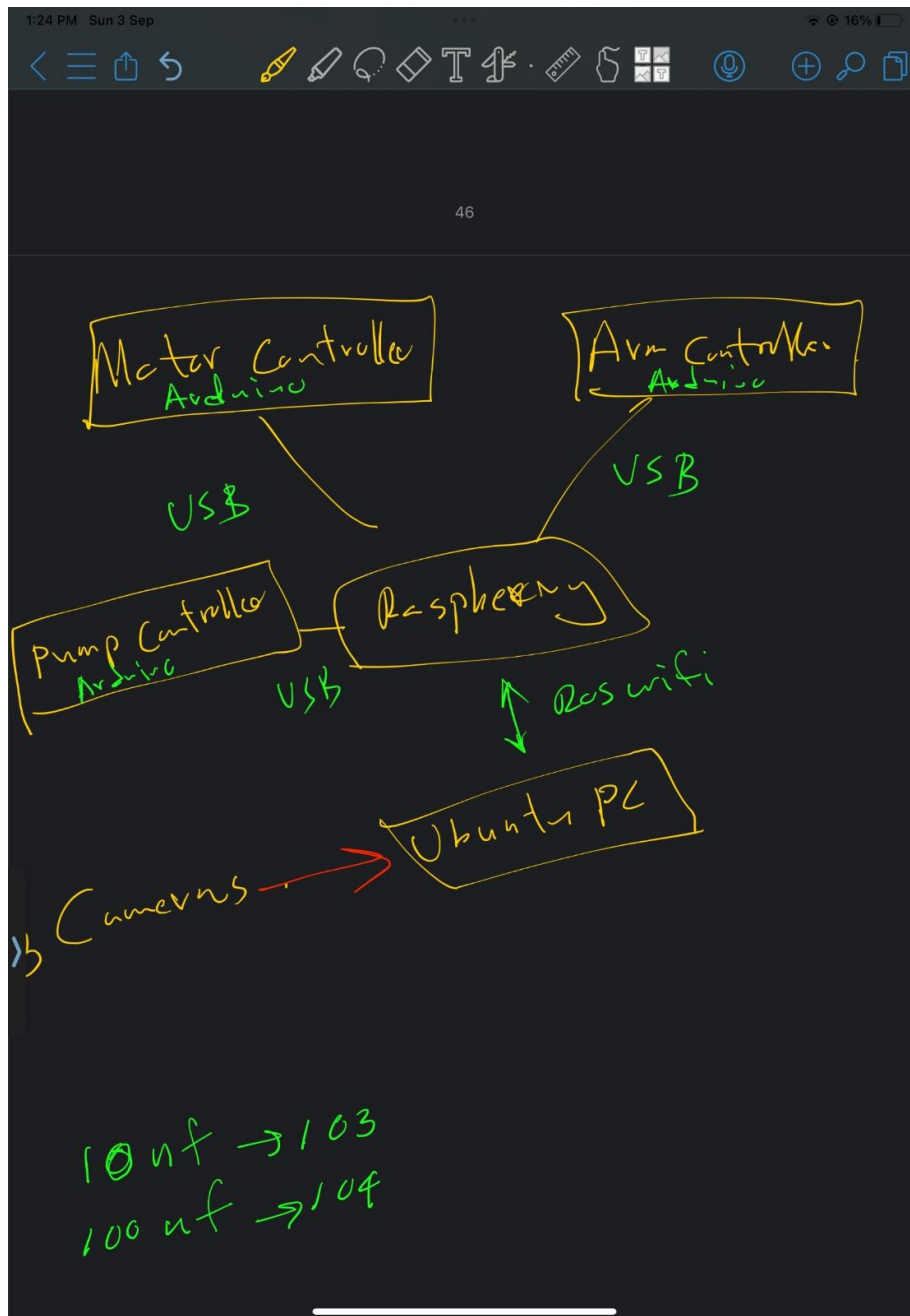 1:24 PM Sun 3 Sep
16%
46
Motor Controller
Arduino
Arm Controller
Arduino
USB
USB
Raspberry
Pump Controller
Arduino
USB
Ros wifi
Ubuntu PC
Cameras
10nf → 103
100nf → 104